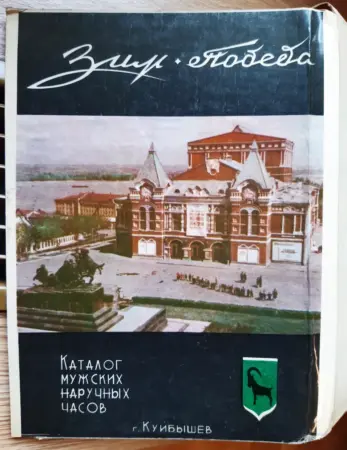 Зим · Победа
Каталог
мужских
наручных
часов
г. Куйбышев